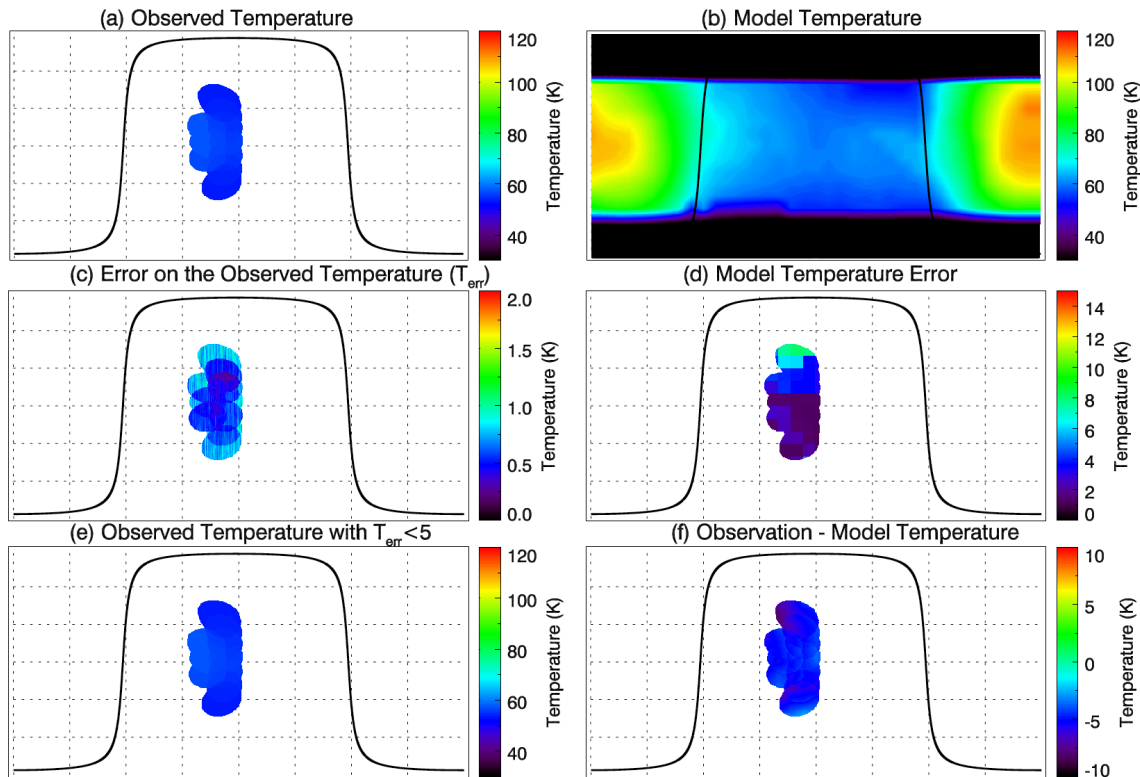 (a) Observed Temperature
120
100
80
60
40
Temperature (K)
(b) Model Temperature
120
100
80
60
40
Temperature (K)
(c) Error on the Observed Temperature (Terr)
2.0
1.5
1.0
0.5
0.0
Temperature (K)
(d) Model Temperature Error
14
12
10
8
6
4
2
0
Temperature (K)
(e) Observed Temperature with Terr<5
120
100
80
60
40
Temperature (K)
(f) Observation - Model Temperature
10
5
0
-5
-10
Temperature (K)